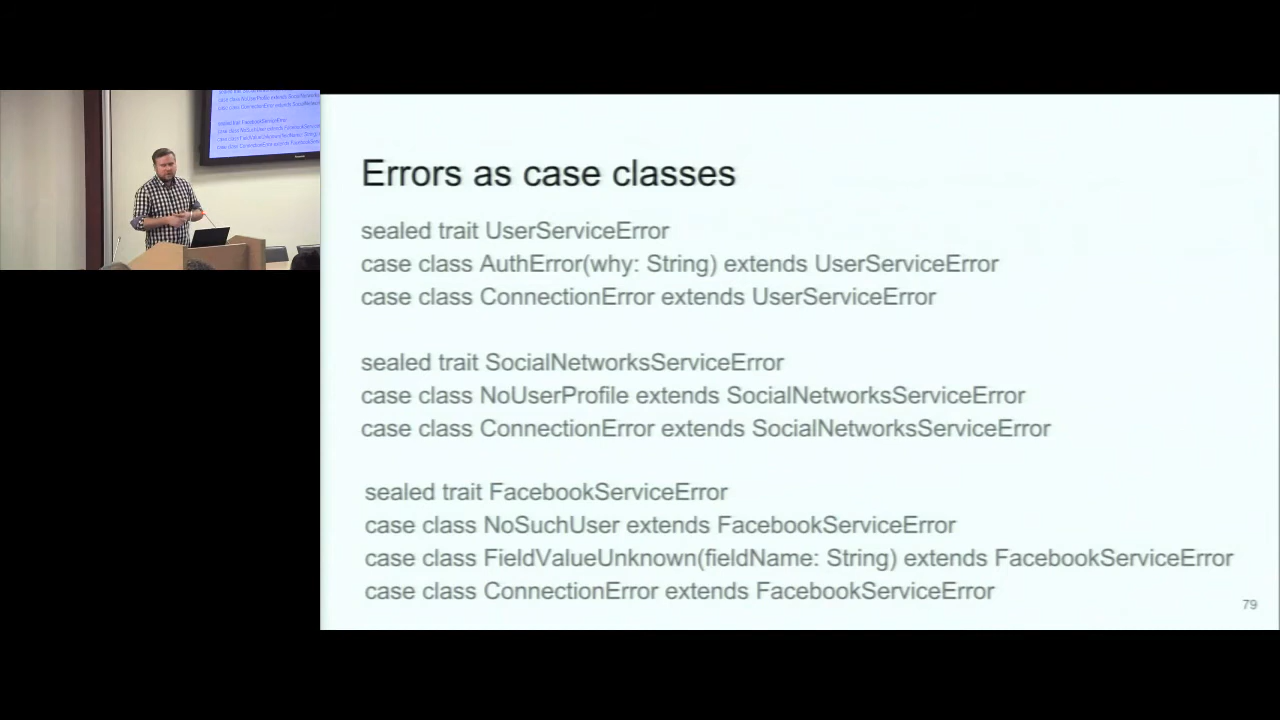 Errors as case classes
sealed trait UserServiceError
case class AuthError(why: String) extends UserServiceError
case class ConnectionError extends UserServiceError
sealed trait SocialNetworksServiceError
case class NoUserProfile extends SocialNetworksServiceError
case class ConnectionError extends SocialNetworksServiceError
sealed trait FacebookServiceError
case class NoSuchUser extends FacebookServiceError
case class FieldValueUnknown(fieldName: String) extends FacebookServiceError
case class ConnectionError extends FacebookServiceError
79